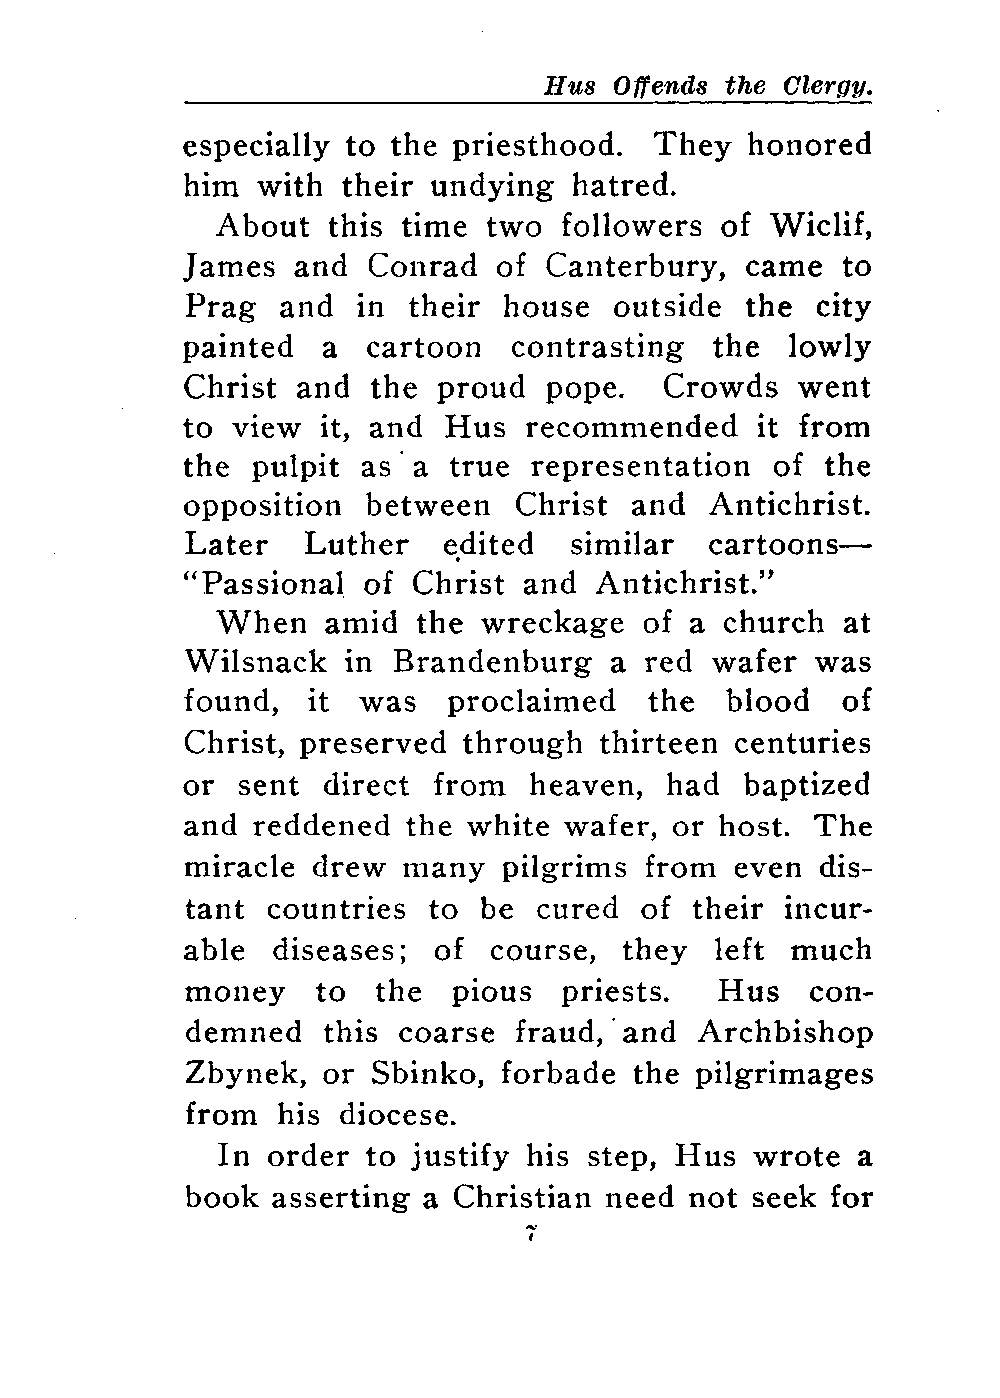 Hus Offends the Clergy.
especially to the priesthood. They honored
him with their undying hatred.
About this time two followers of Wiclif,
James and Conrad of Canterbury, came to
Prag and in their house outside the city
painted a cartoon contrasting the lowly
Christ and the proud pope. Crowds went
to view it, and Hus recommended it from
the pulpit as a true representation of the
opposition between Christ and Antichrist.
Later Luther edited similar cartoons—
“Passional of Christ and Antichrist.”
When amid the wreckage of a church at
Wilsnack in Brandenburg a red wafer was
found, it was proclaimed the blood of
Christ, preserved through thirteen centuries
or sent direct from heaven, had baptized
and reddened the white wafer, or host. The
miracle drew many pilgrims from even dis-
tant countries to be cured of their incur-
able diseases; of course, they left much
money to the pious priests. Hus con-
demned this coarse fraud, and Archbishop
Zbynek, or Sbinko, forbade the pilgrimages
from his diocese.
In order to justify his step, Hus wrote a
book asserting a Christian need not seek for
7